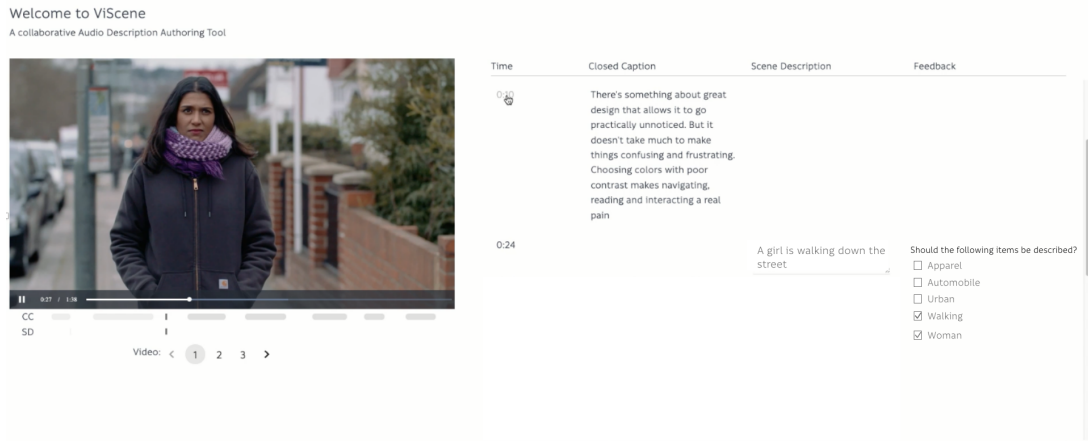 Welcome to ViScene
A collaborative Audio Description Authoring Tool
0:27 / 1:38
CC
SD
Video: < 1 2 3 >
Time Closed Caption Scene Description Feedback
0:10
There's something about great
design that allows it to go
practically unnoticed. But it
doesn't take much to make
things confusing and frustrating.
Choosing colors with poor
contrast makes navigating,
reading and interacting a real
pain
0:24
A girl is walking down the
street
Should the following items be described?
Apparel
Automobile
Urban
Walking
Woman